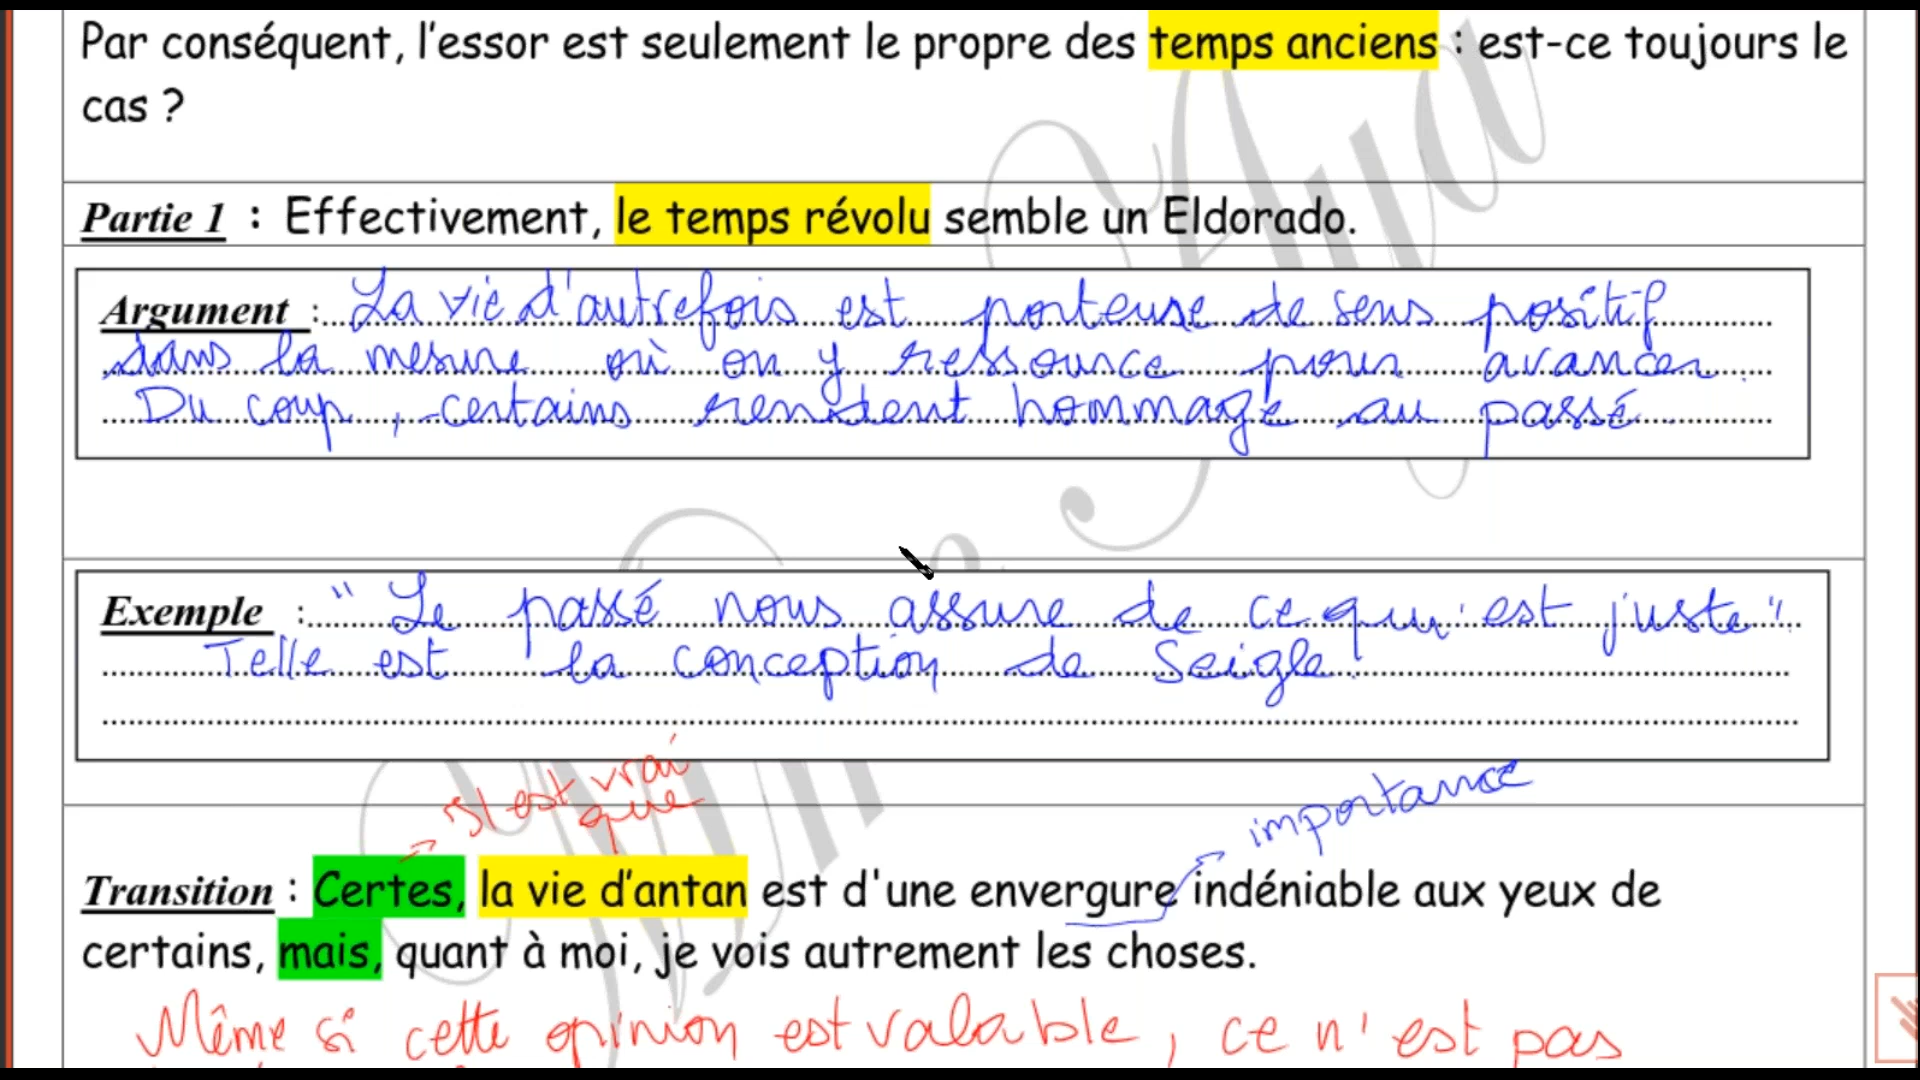 Par conséquent, l'essor est seulement le propre des temps anciens : est-ce toujours le
cas ?
Partie 1 : Effectivement, le temps révolu semble un Eldorado.
Argument : La vie d'autrefois est porteuse de sens positif
dans la mesure où on y ressource pour avancer.
Du coup, certains rendent hommage au passé
Exemple : " Le passé nous assure de ce qui est juste ".
Telle est la conception de Seigle.
Il est vrai
que
importance
Transition : Certes, la vie d'antan est d'une envergure indéniable aux yeux de
certains, mais, quant à moi, je vois autrement les choses.
Même si cette opinion est valable, ce n'est pas